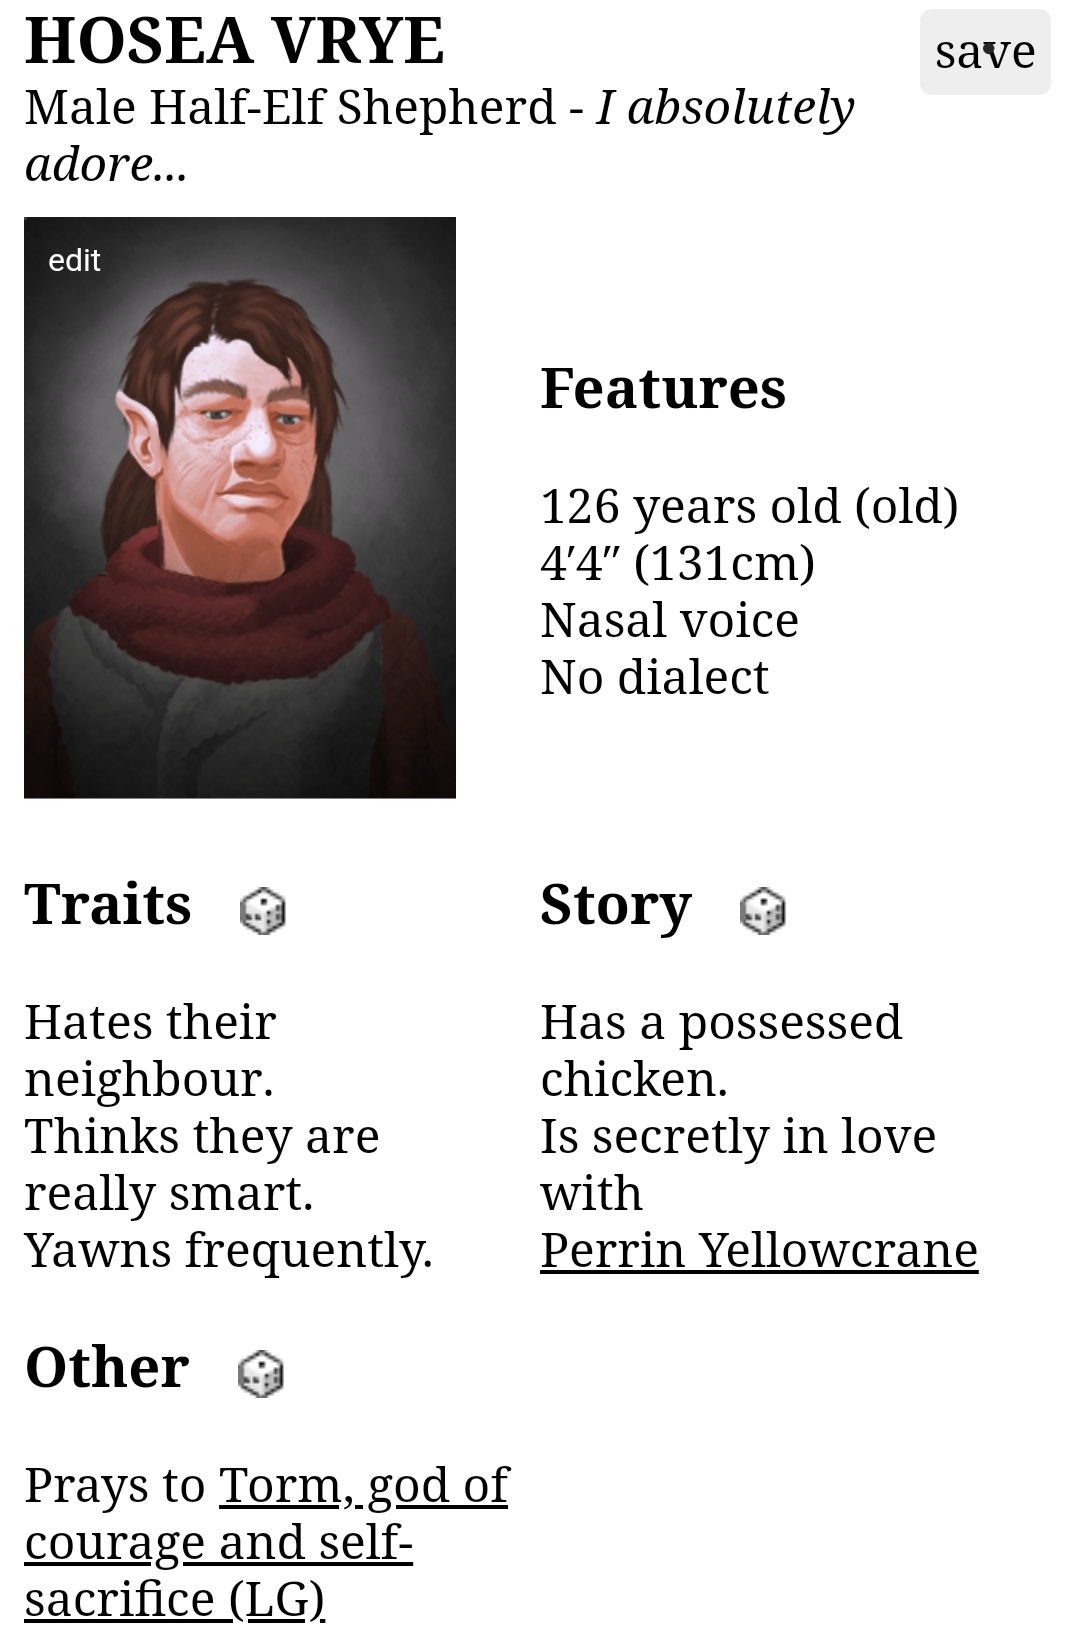 HOSEA VRYE
save
Male Half-Elf Shepherd - I absolutely
adore...
edit
Features
126 years old (old)
4′4″ (131cm)
Nasal voice
No dialect
Traits
Hates their
neighbour.
Thinks they are
really smart.
Yawns frequently.
Story
Has a possessed
chicken.
Is secretly in love
with
Perrin Yellowcrane
Other
Prays to Torm, god of
courage and self-
sacrifice (LG)